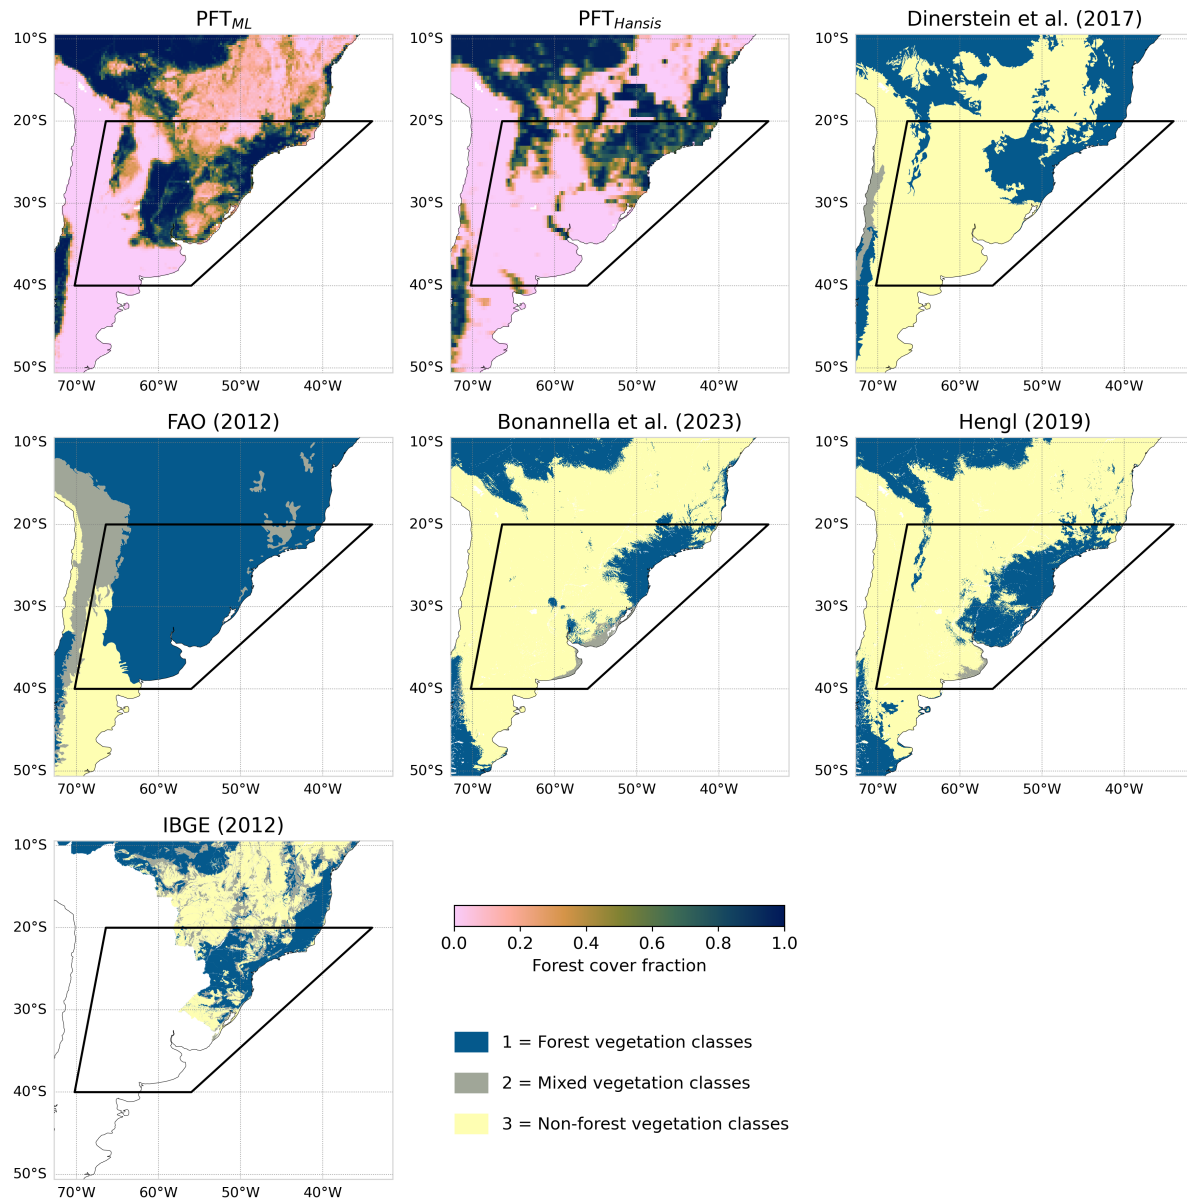 PFT_ML
PFT_Hansis
Dinerstein et al. (2017)
10°S
20°S
30°S
40°S
50°S
70°W 60°W 50°W 40°W
10°S
20°S
30°S
40°S
50°S
70°W 60°W 50°W 40°W
10°S
20°S
30°S
40°S
50°S
70°W 60°W 50°W 40°W
FAO (2012)
Bonannella et al. (2023)
Hengl (2019)
10°S
20°S
30°S
40°S
50°S
70°W 60°W 50°W 40°W
10°S
20°S
30°S
40°S
50°S
70°W 60°W 50°W 40°W
10°S
20°S
30°S
40°S
50°S
70°W 60°W 50°W 40°W
IBGE (2012)
10°S
20°S
30°S
40°S
50°S
70°W 60°W 50°W 40°W
0.0 0.2 0.4 0.6 0.8 1.0
Forest cover fraction
1 = Forest vegetation classes
2 = Mixed vegetation classes
3 = Non-forest vegetation classes